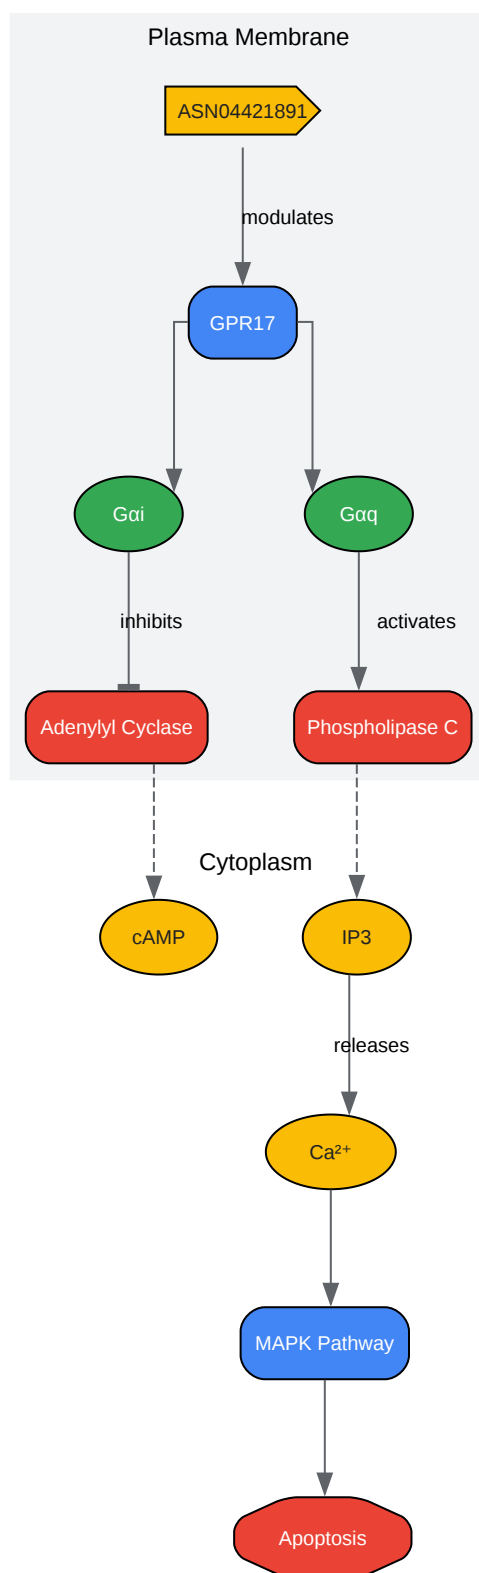 Plasma Membrane
ASN04421891
modulates
GPR17
Gαi
Gαq
inhibits
activates
Adenylyl Cyclase
Phospholipase C
Cytoplasm
cAMP
IP3
releases
Ca²⁺
MAPK Pathway
Apoptosis